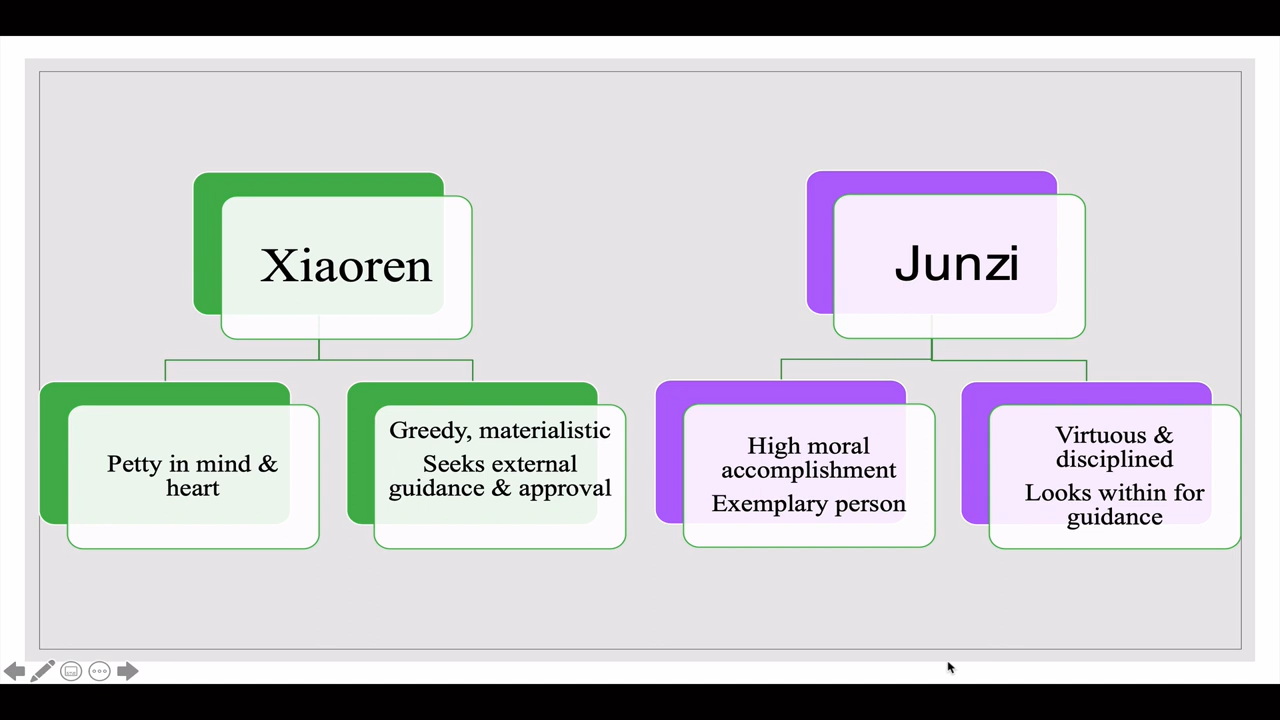 Xiaoren
Petty in mind &
heart
Greedy, materialistic
Seeks external
guidance & approval
Junzi
High moral
accomplishment
Exemplary person
Virtuous &
disciplined
Looks within for
guidance